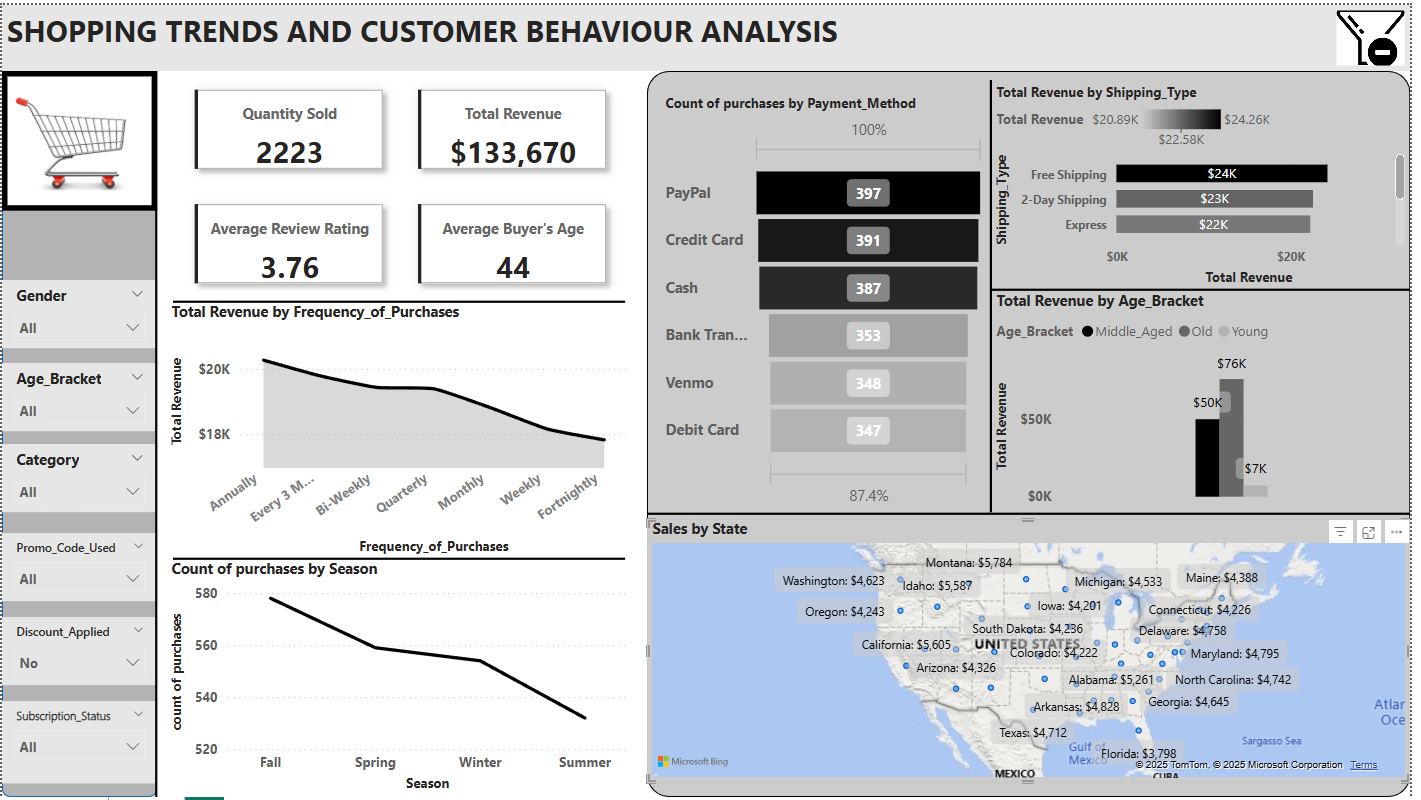 SHOPPING TRENDS AND CUSTOMER BEHAVIOUR ANALYSIS
Gender
All
Age_Bracket
All
Category
All
Promo_Code_Used
All
Discount_Applied
No
Subscription_Status
All
Quantity Sold
2223
Total Revenue
$133,670
Average Review Rating
3.76
Average Buyer's Age
44
Total Revenue by Frequency_of_Purchases
Total Revenue
$20K
$18K
Annually
Every 3 M...
Bi-Weekly
Quarterly
Monthly
Weekly
Fortnightly
Frequency_of_Purchases
Count of purchases by Season
count of purchases
580
560
540
520
Fall
Spring
Winter
Summer
Season
Count of purchases by Payment_Method
100%
PayPal
397
Credit Card
391
Cash
387
Bank Tran...
353
Venmo
348
Debit Card
347
87.4%
Total Revenue by Shipping_Type
Total Revenue
$20.89K
$24.26K
$22.58K
Shipping_Type
Free Shipping
$24K
2-Day Shipping
$23K
Express
$22K
$0K
$20K
Total Revenue
Total Revenue by Age_Bracket
Age_Bracket
Middle_Aged
Old
Young
Total Revenue
$76K
$50K
$50K
$7K
$0K
Sales by State
Montana: $5,784
Washington: $4,623
Idaho: $5,587
Michigan: $4,533
Maine: $4,388
Oregon: $4,243
Iowa: $4,201
Connecticut: $4,226
South Dakota: $4,236
Delaware: $4,758
California: $5,605
UNITED STATES
Colorado: $4,222
Maryland: $4,795
Arizona: $4,326
Alabama: $5,261
North Carolina: $4,742
Arkansas: $4,828
Georgia: $4,645
Texas: $4,712
Atlar
Oce
Gulf of
Mexico
Florida: $3,798
Sargasso Sea
Microsoft Bing
© 2025 TomTom, © 2025 Microsoft Corporation
Terms
MEXICO
CUBA